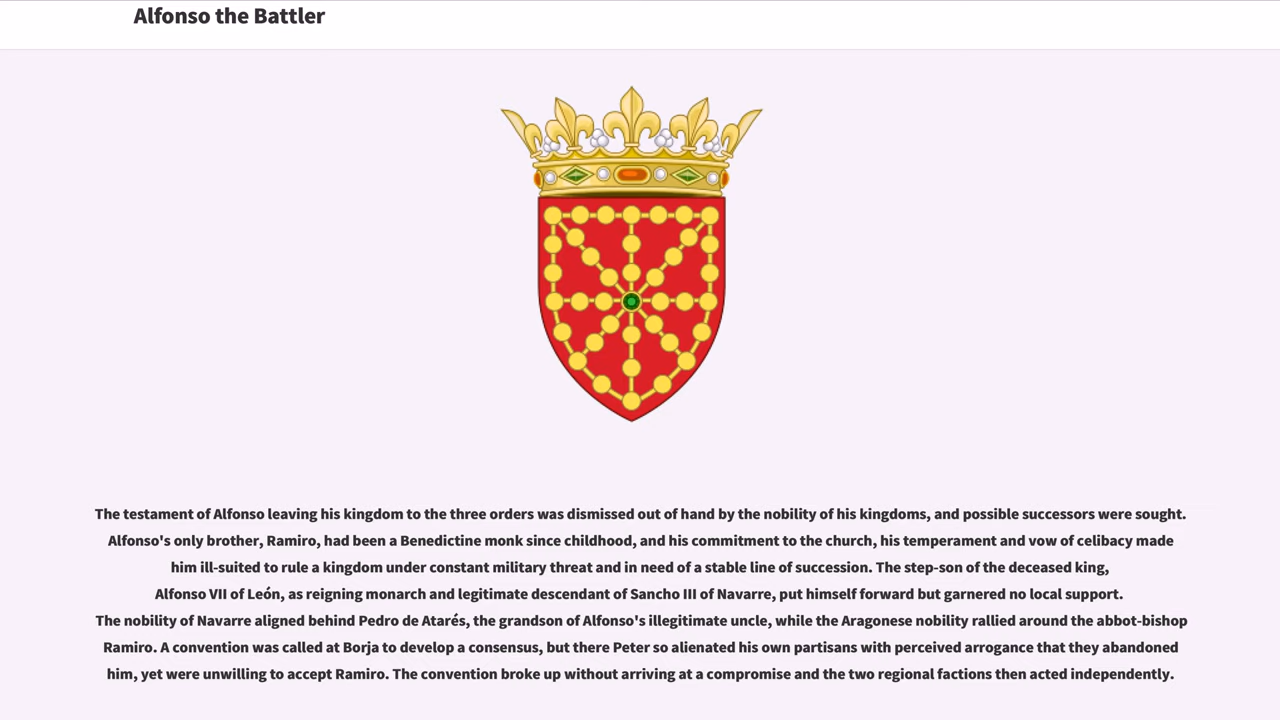 Alfonso the Battler
The testament of Alfonso leaving his kingdom to the three orders was dismissed out of hand by the nobility of his kingdoms, and possible successors were sought.
Alfonso's only brother, Ramiro, had been a Benedictine monk since childhood, and his commitment to the church, his temperament and vow of celibacy made
him ill-suited to rule a kingdom under constant military threat and in need of a stable line of succession. The step-son of the deceased king,
Alfonso VII of León, as reigning monarch and legitimate descendant of Sancho III of Navarre, put himself forward but garnered no local support.
The nobility of Navarre aligned behind Pedro de Atarés, the grandson of Alfonso's illegitimate uncle, while the Aragonese nobility rallied around the abbot-bishop
Ramiro. A convention was called at Borja to develop a consensus, but there Peter so alienated his own partisans with perceived arrogance that they abandoned
him, yet were unwilling to accept Ramiro. The convention broke up without arriving at a compromise and the two regional factions then acted independently.